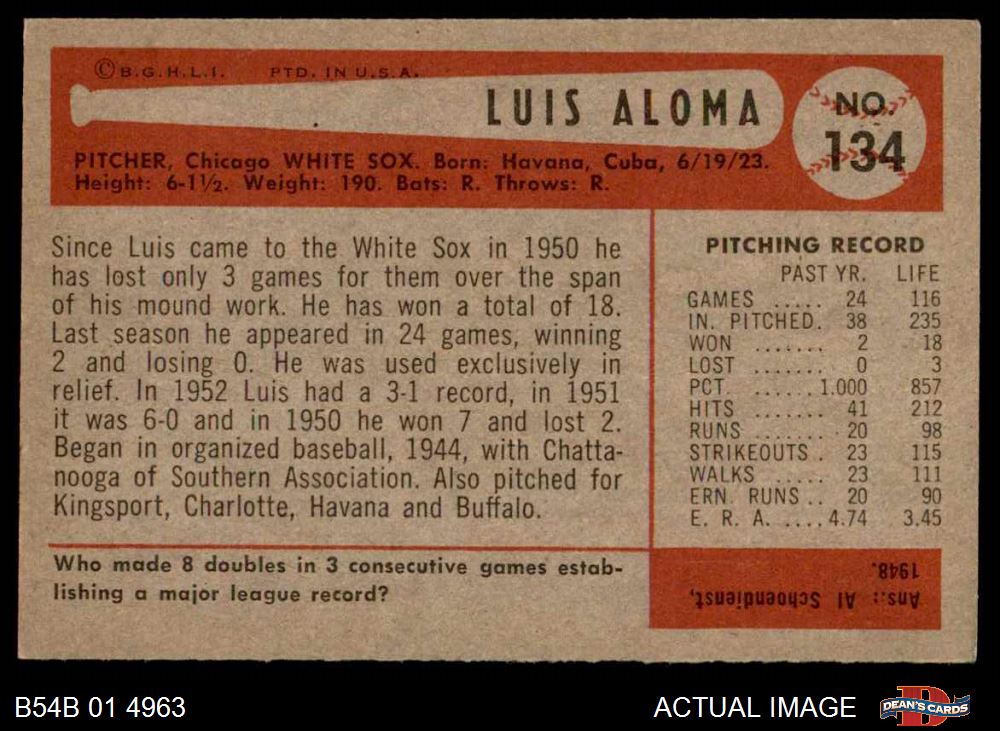 © B.G.H.L.I. PTD. IN U.S.A.
LUIS ALOMA
NO.
134
PITCHER, Chicago WHITE SOX. Born: Havana, Cuba, 6/19/23.
Height: 6-1½. Weight: 190. Bats: R. Throws: R.
Since Luis came to the White Sox in 1950 he
has lost only 3 games for them over the span
of his mound work. He has won a total of 18.
Last season he appeared in 24 games, winning
2 and losing 0. He was used exclusively in
relief. In 1952 Luis had a 3-1 record, in 1951
it was 6-0 and in 1950 he won 7 and lost 2.
Began in organized baseball, 1944, with Chatta-
nooga of Southern Association. Also pitched for
Kingsport, Charlotte, Havana and Buffalo.
PITCHING RECORD
PAST YR. LIFE
GAMES ..... 24 116
IN. PITCHED. 38 235
WON ....... 2 18
LOST ....... 0 3
PCT. ...... 1.000 857
HITS ...... 41 212
RUNS ....... 20 98
STRIKEOUTS . 23 115
WALKS ..... 23 111
ERN. RUNS .. 20 90
E. R. A. .... 4.74 3.45
Who made 8 doubles in 3 consecutive games estab-
lishing a major league record?
Ans.: Al Schoendienst,
1948.
B54B 01 4963
ACTUAL IMAGE
D
DEAN'S CARDS